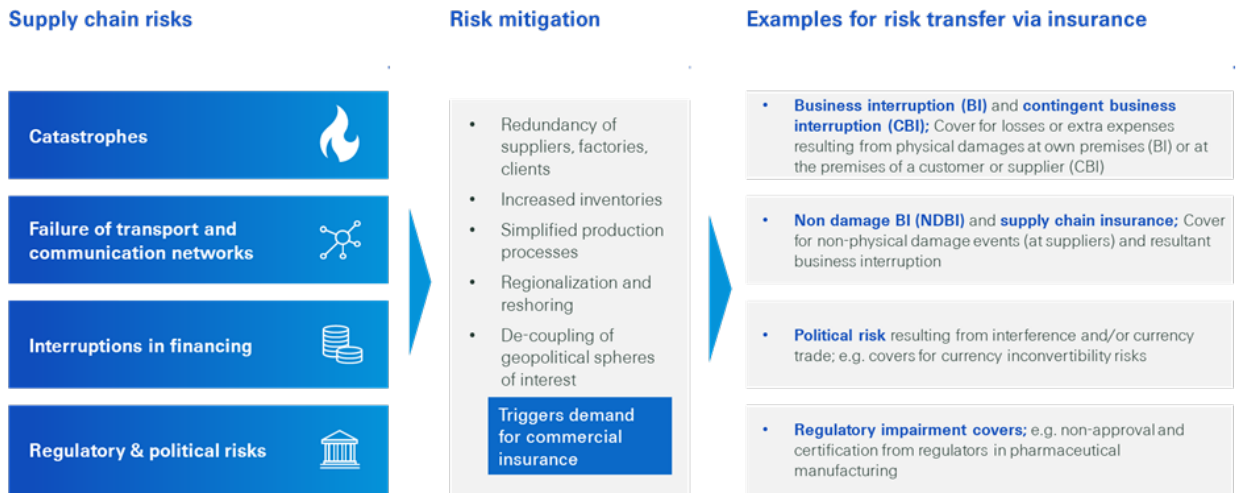 Supply chain risks
Risk mitigation
Examples for risk transfer via insurance
Catastrophes
Failure of transport and
communication networks
Interruptions in financing
Regulatory & political risks
• Redundancy of
suppliers, factories,
clients
• Increased inventories
• Simplified production
processes
• Regionalization and
reshoring
• De-coupling of
geopolitical spheres
of interest
Triggers demand
for commercial
insurance
• Business interruption (BI) and contingent business
interruption (CBI); Cover for losses or extra expenses
resulting from physical damages at own premises (BI) or at
the premises of a customer or supplier (CBI)
• Non damage BI (NDBI) and supply chain insurance; Cover
for non-physical damage events (at suppliers) and resultant
business interruption
• Political risk resulting from interference and/or currency
trade; e.g. covers for currency inconvertibility risks
• Regulatory impairment covers; e.g. non-approval and
certification from regulators in pharmaceutical
manufacturing